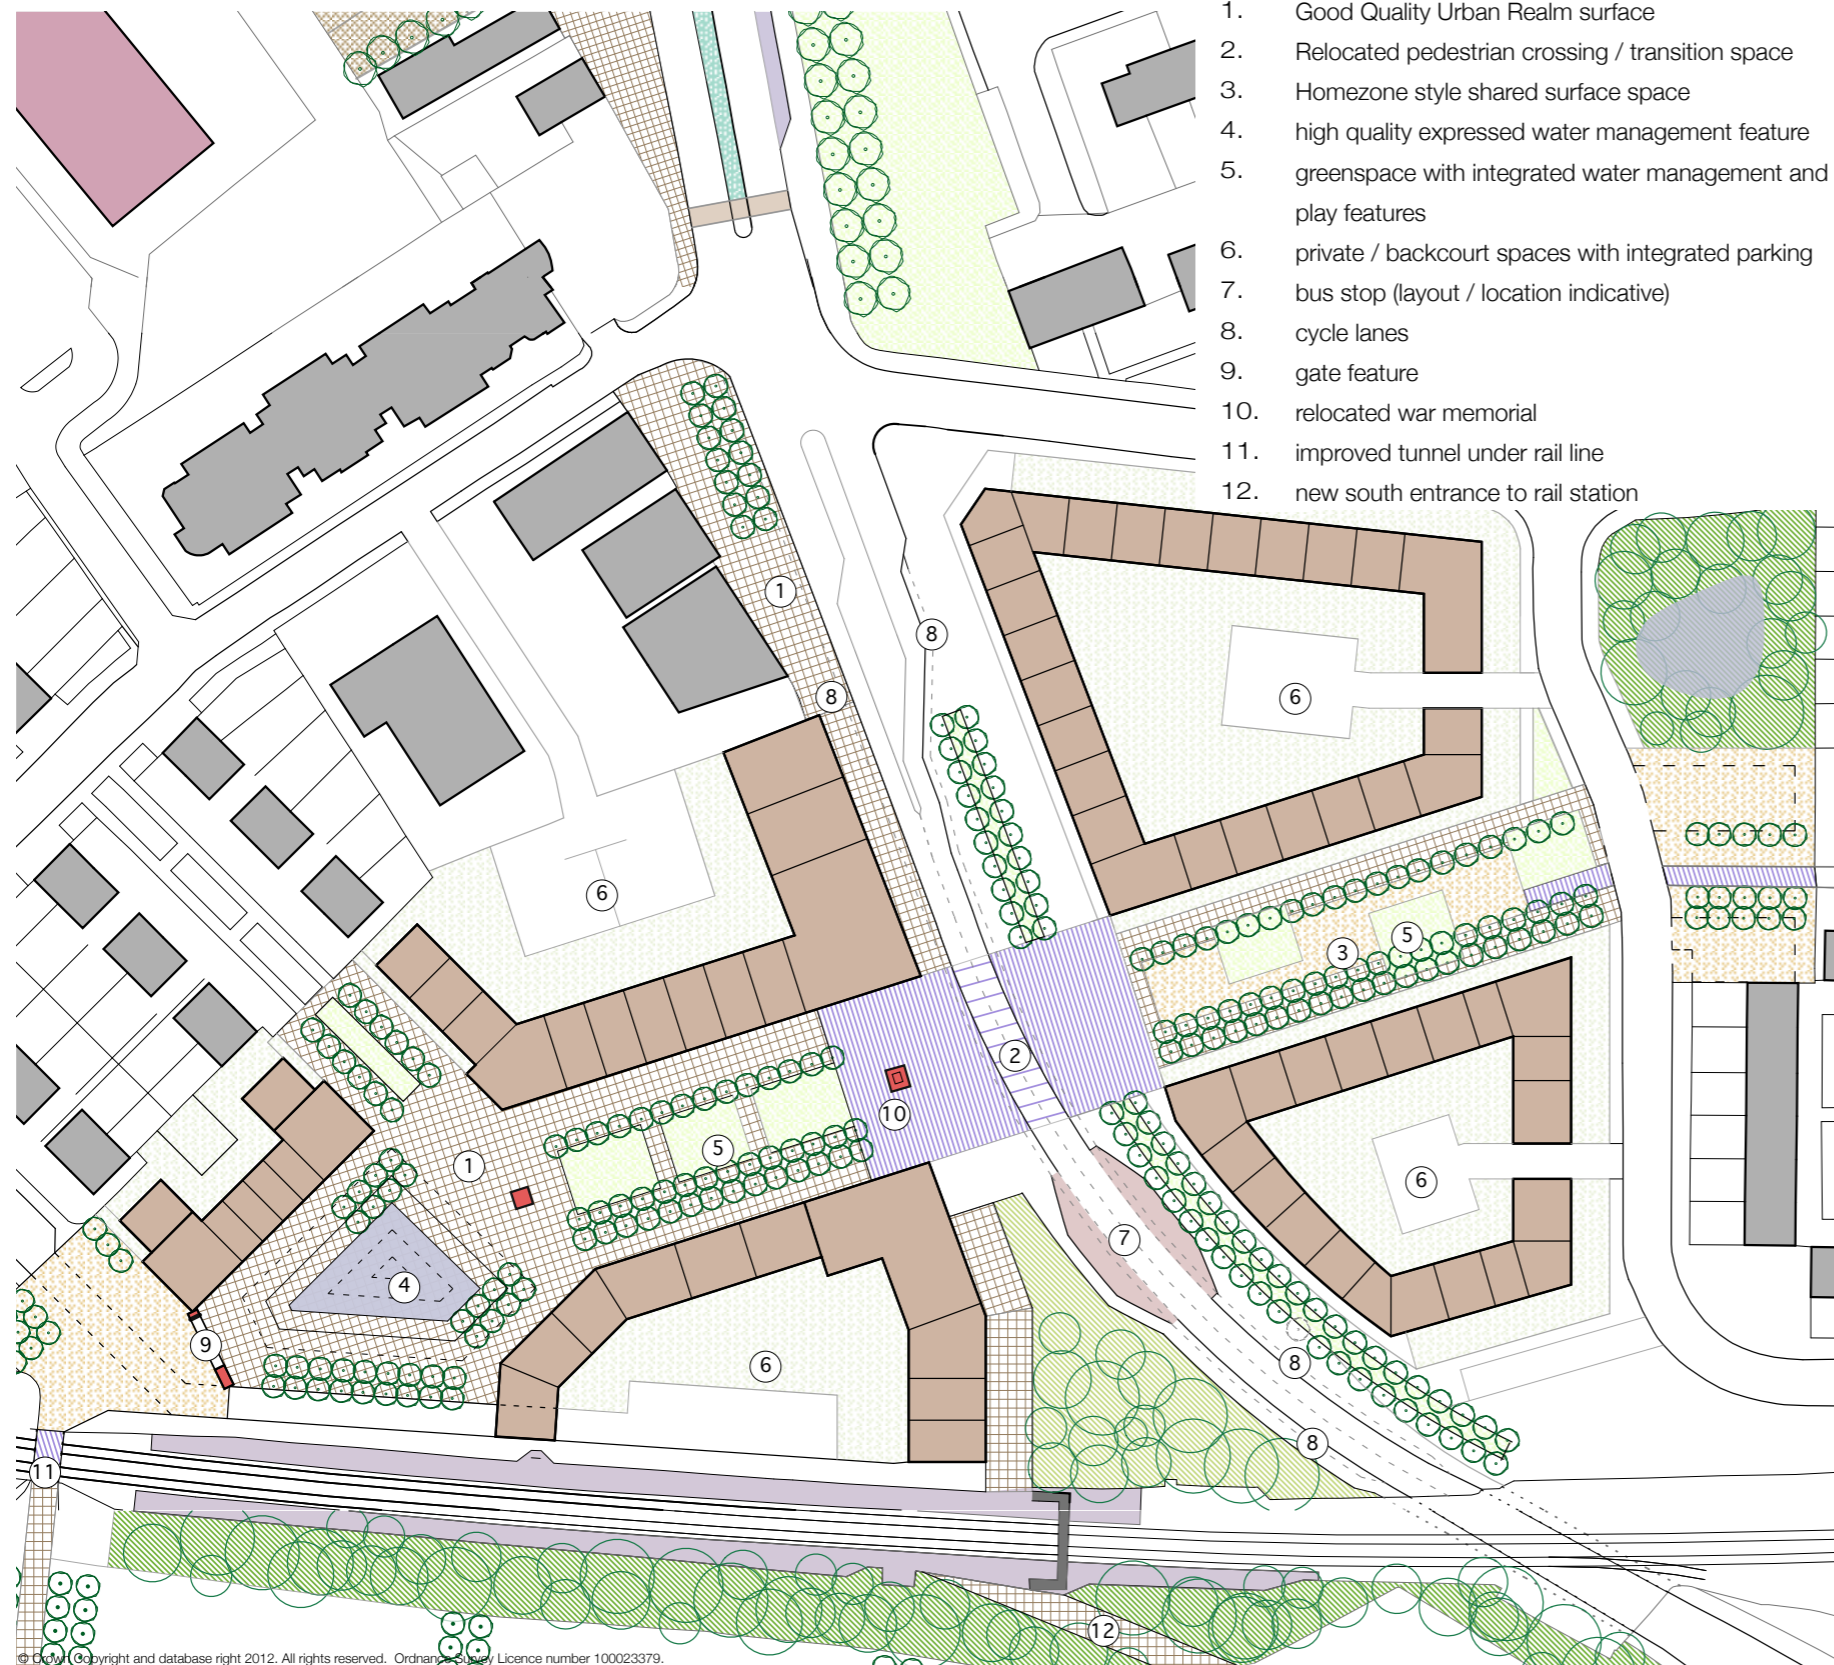 1. Good Quality Urban Realm surface
2. Relocated pedestrian crossing / transition space
3. Homezone style shared surface space
4. high quality expressed water management feature
5. greenspace with integrated water management and
play features
6. private / backcourt spaces with integrated parking
7. bus stop (layout / location indicative)
8. cycle lanes
9. gate feature
10. relocated war memorial
11. improved tunnel under rail line
12. new south entrance to rail station
1
8
8
6
6
3
5
2
10
5
1
6
7
4
9
6
8
8
11
12
© Crown Copyright and database right 2012. All rights reserved. Ordnance Survey Licence number 100023379.